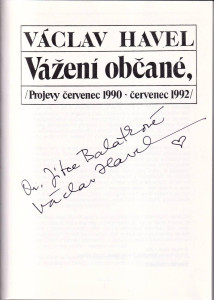 VÁCLAV HAVEL
Vážení občané,
/Projevy červenec 1990 - červenec 1992/
Dr. Jitce Balatkové
Václav Havel